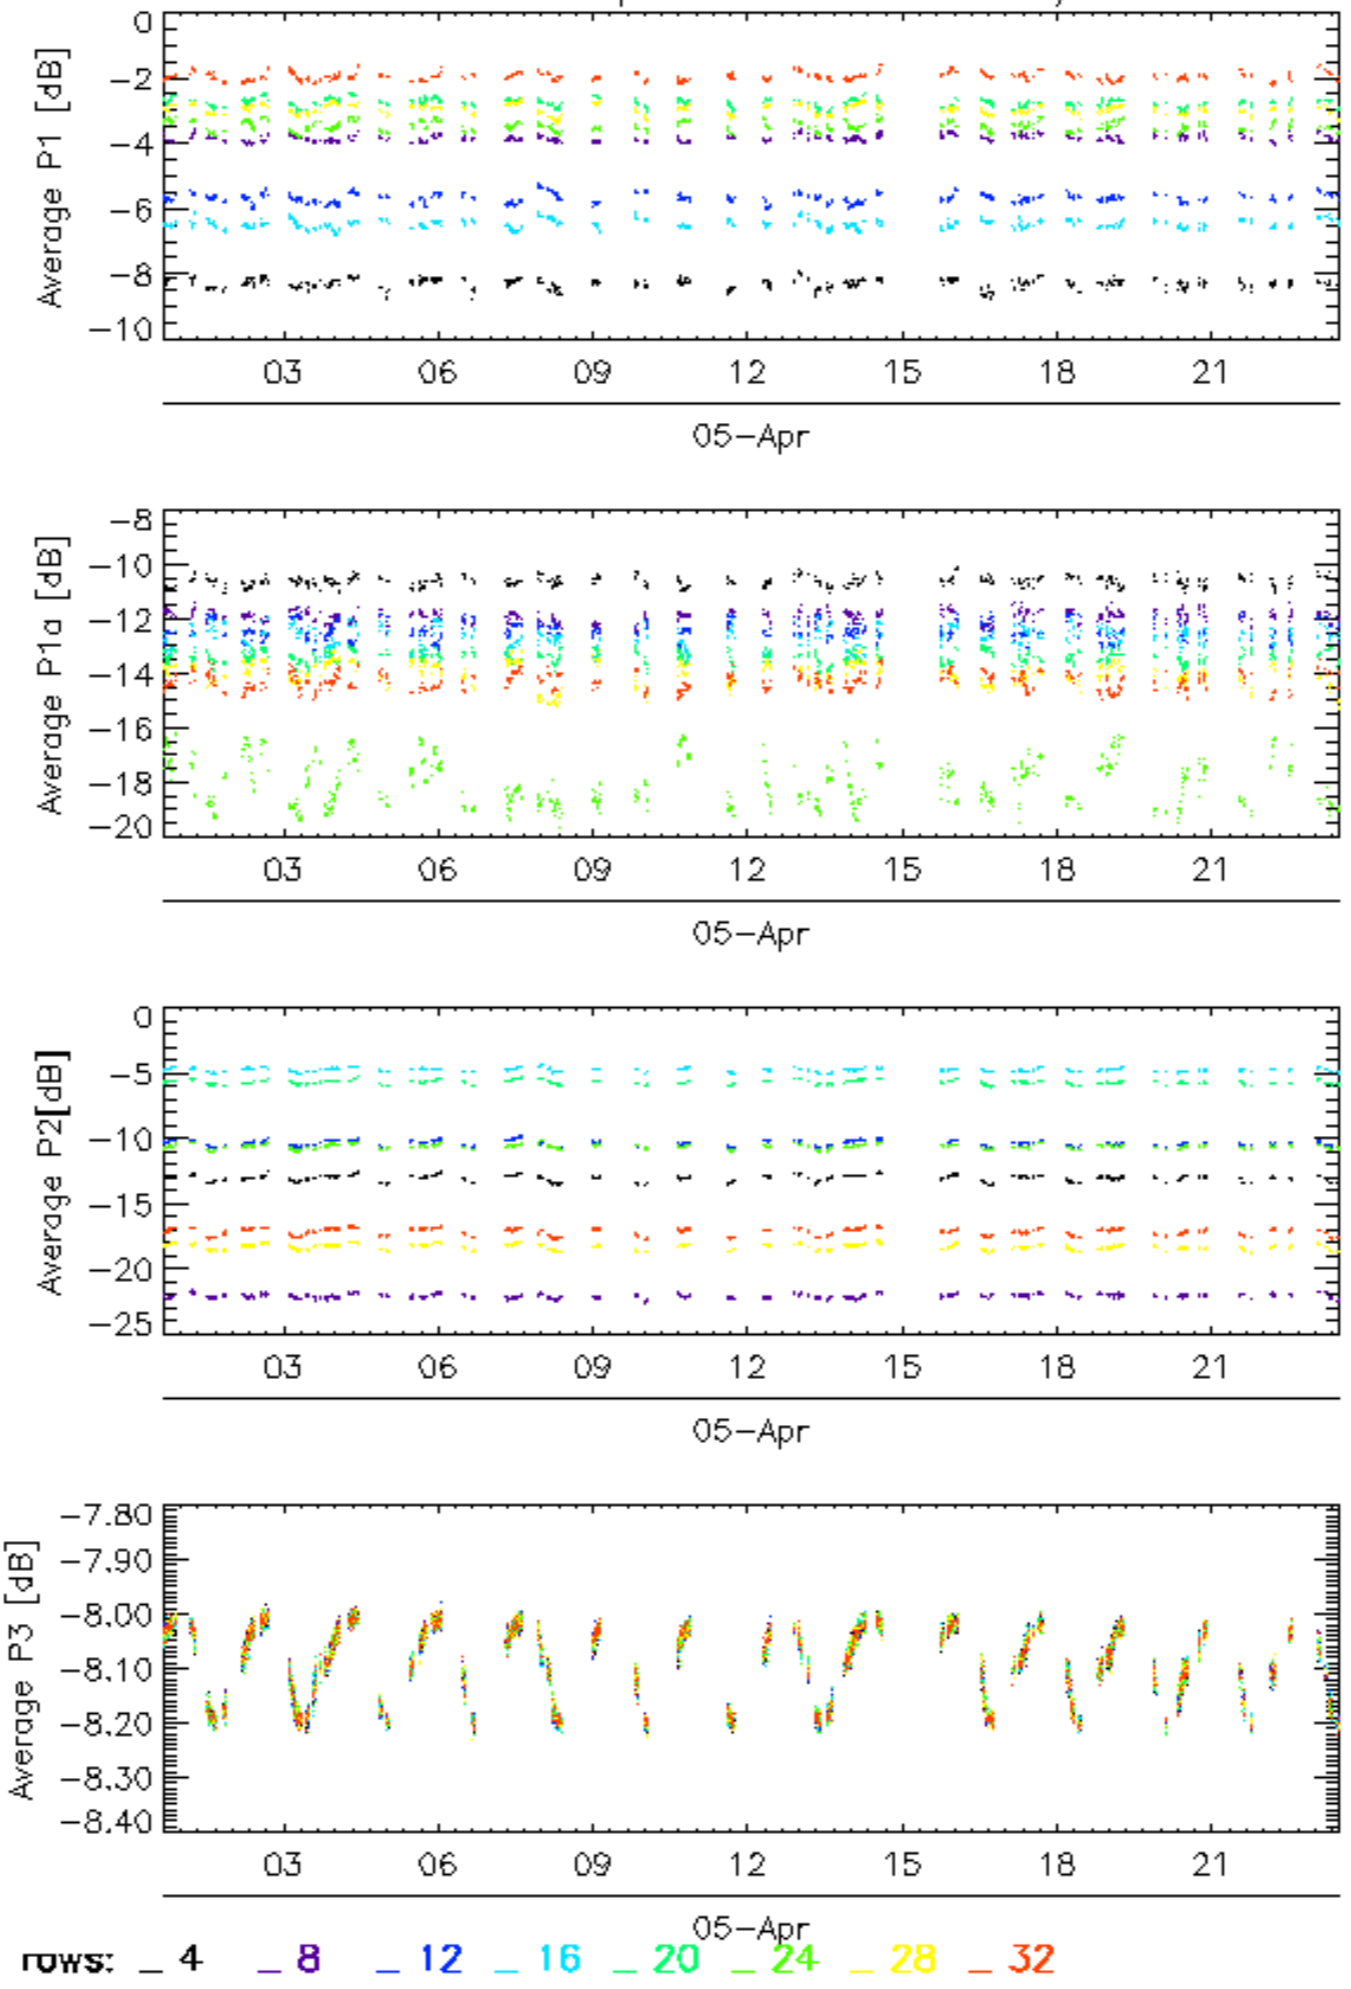 Average P1 [dB]
0
-2
-4
-6
-8
-10
03 06 09 12 15 18 21
05-Apr
Average P1a [dB]
-8
-10
-12
-14
-16
-18
-20
03 06 09 12 15 18 21
05-Apr
Average P2[dB]
0
-5
-10
-15
-20
-25
03 06 09 12 15 18 21
05-Apr
Average P3 [dB]
-7.80
-7.90
-8.00
-8.10
-8.20
-8.30
-8.40
03 06 09 12 15 18 21
05-Apr
rows: _ 4 _ 8 _ 12 _ 16 _ 20 _ 24 _ 28 _ 32